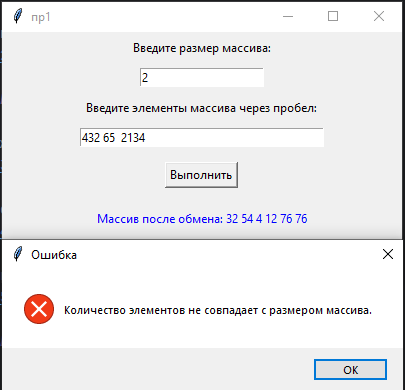 пр1
Введите размер массива:
2
Введите элементы массива через пробел:
432 65  2134
Выполнить
Массив после обмена: 32 54 4 12 76 76
Ошибка
Количество элементов не совпадает с размером массива.
OK